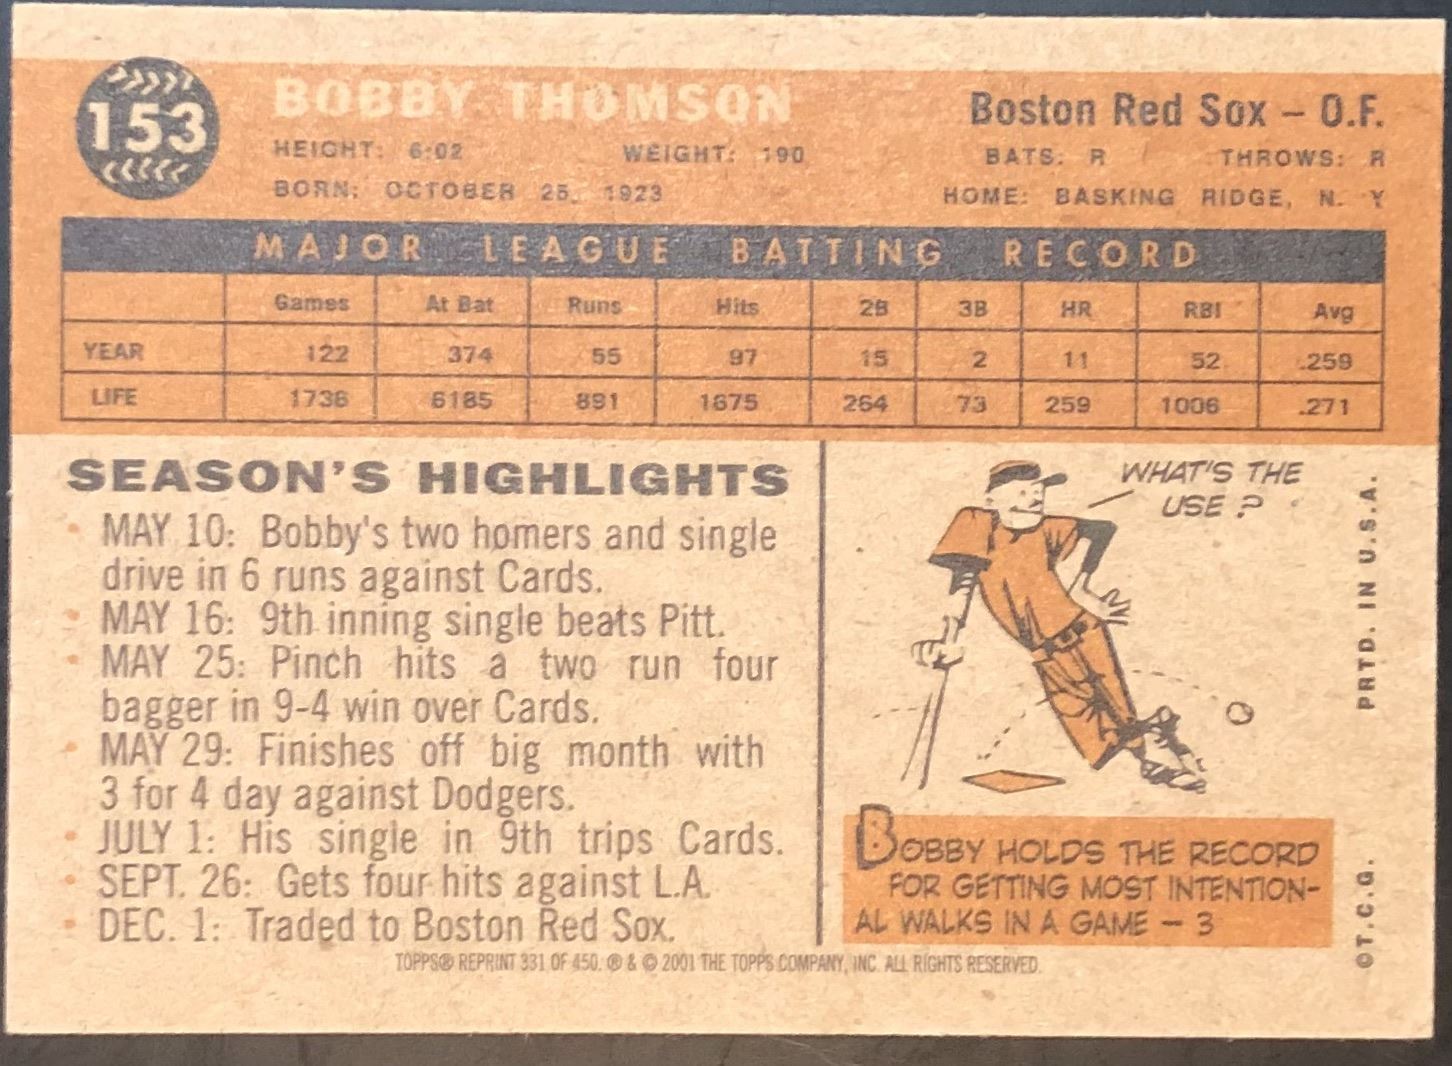 153
BOBBY THOMSON
Boston Red Sox — O.F.
HEIGHT: 6:02 WEIGHT: 190
BATS: R THROWS: R
BORN: OCTOBER 25, 1923
HOME: BASKING RIDGE, N. Y
MAJOR LEAGUE BATTING RECORD
Games At Bat Runs Hits 2B 3B HR RBI Avg
YEAR 122 374 55 97 15 2 11 52 .259
LIFE 1736 6185 891 1675 264 73 259 1006 .271
SEASON'S HIGHLIGHTS
• MAY 10: Bobby's two homers and single
drive in 6 runs against Cards.
• MAY 16: 9th inning single beats Pitt.
• MAY 25: Pinch hits a two run four
bagger in 9-4 win over Cards.
• MAY 29: Finishes off big month with
3 for 4 day against Dodgers.
• JULY 1: His single in 9th trips Cards.
• SEPT. 26: Gets four hits against L.A.
• DEC. 1: Traded to Boston Red Sox.
WHAT'S THE
USE ?
BOBBY HOLDS THE RECORD
FOR GETTING MOST INTENTION-
AL WALKS IN A GAME — 3
©T.C.G. PRTD. IN U.S.A.
TOPPS® REPRINT 331 OF 450. ® & © 2001 THE TOPPS COMPANY, INC. ALL RIGHTS RESERVED.